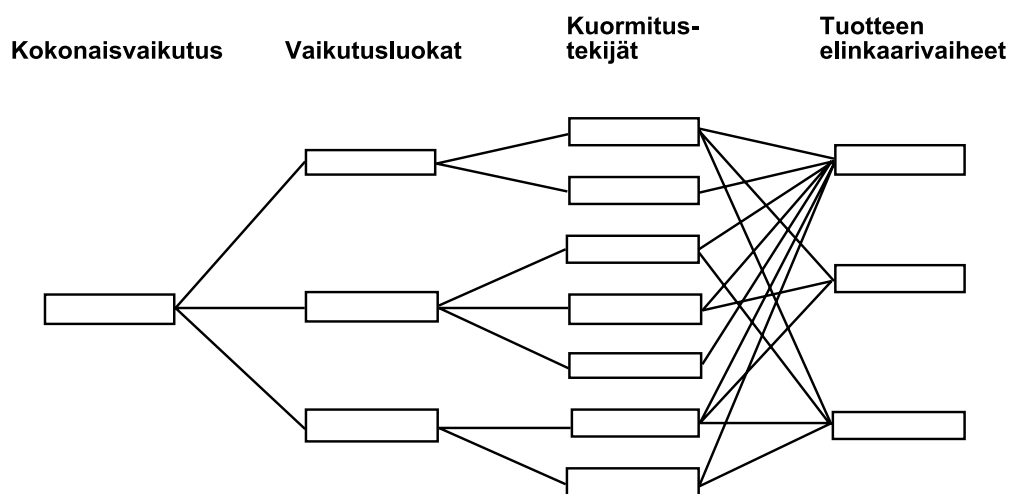 Kokonaisvaikutus
Vaikutusluokat
Kuormitus-
tekijät
Tuotteen
elinkaarivaiheet